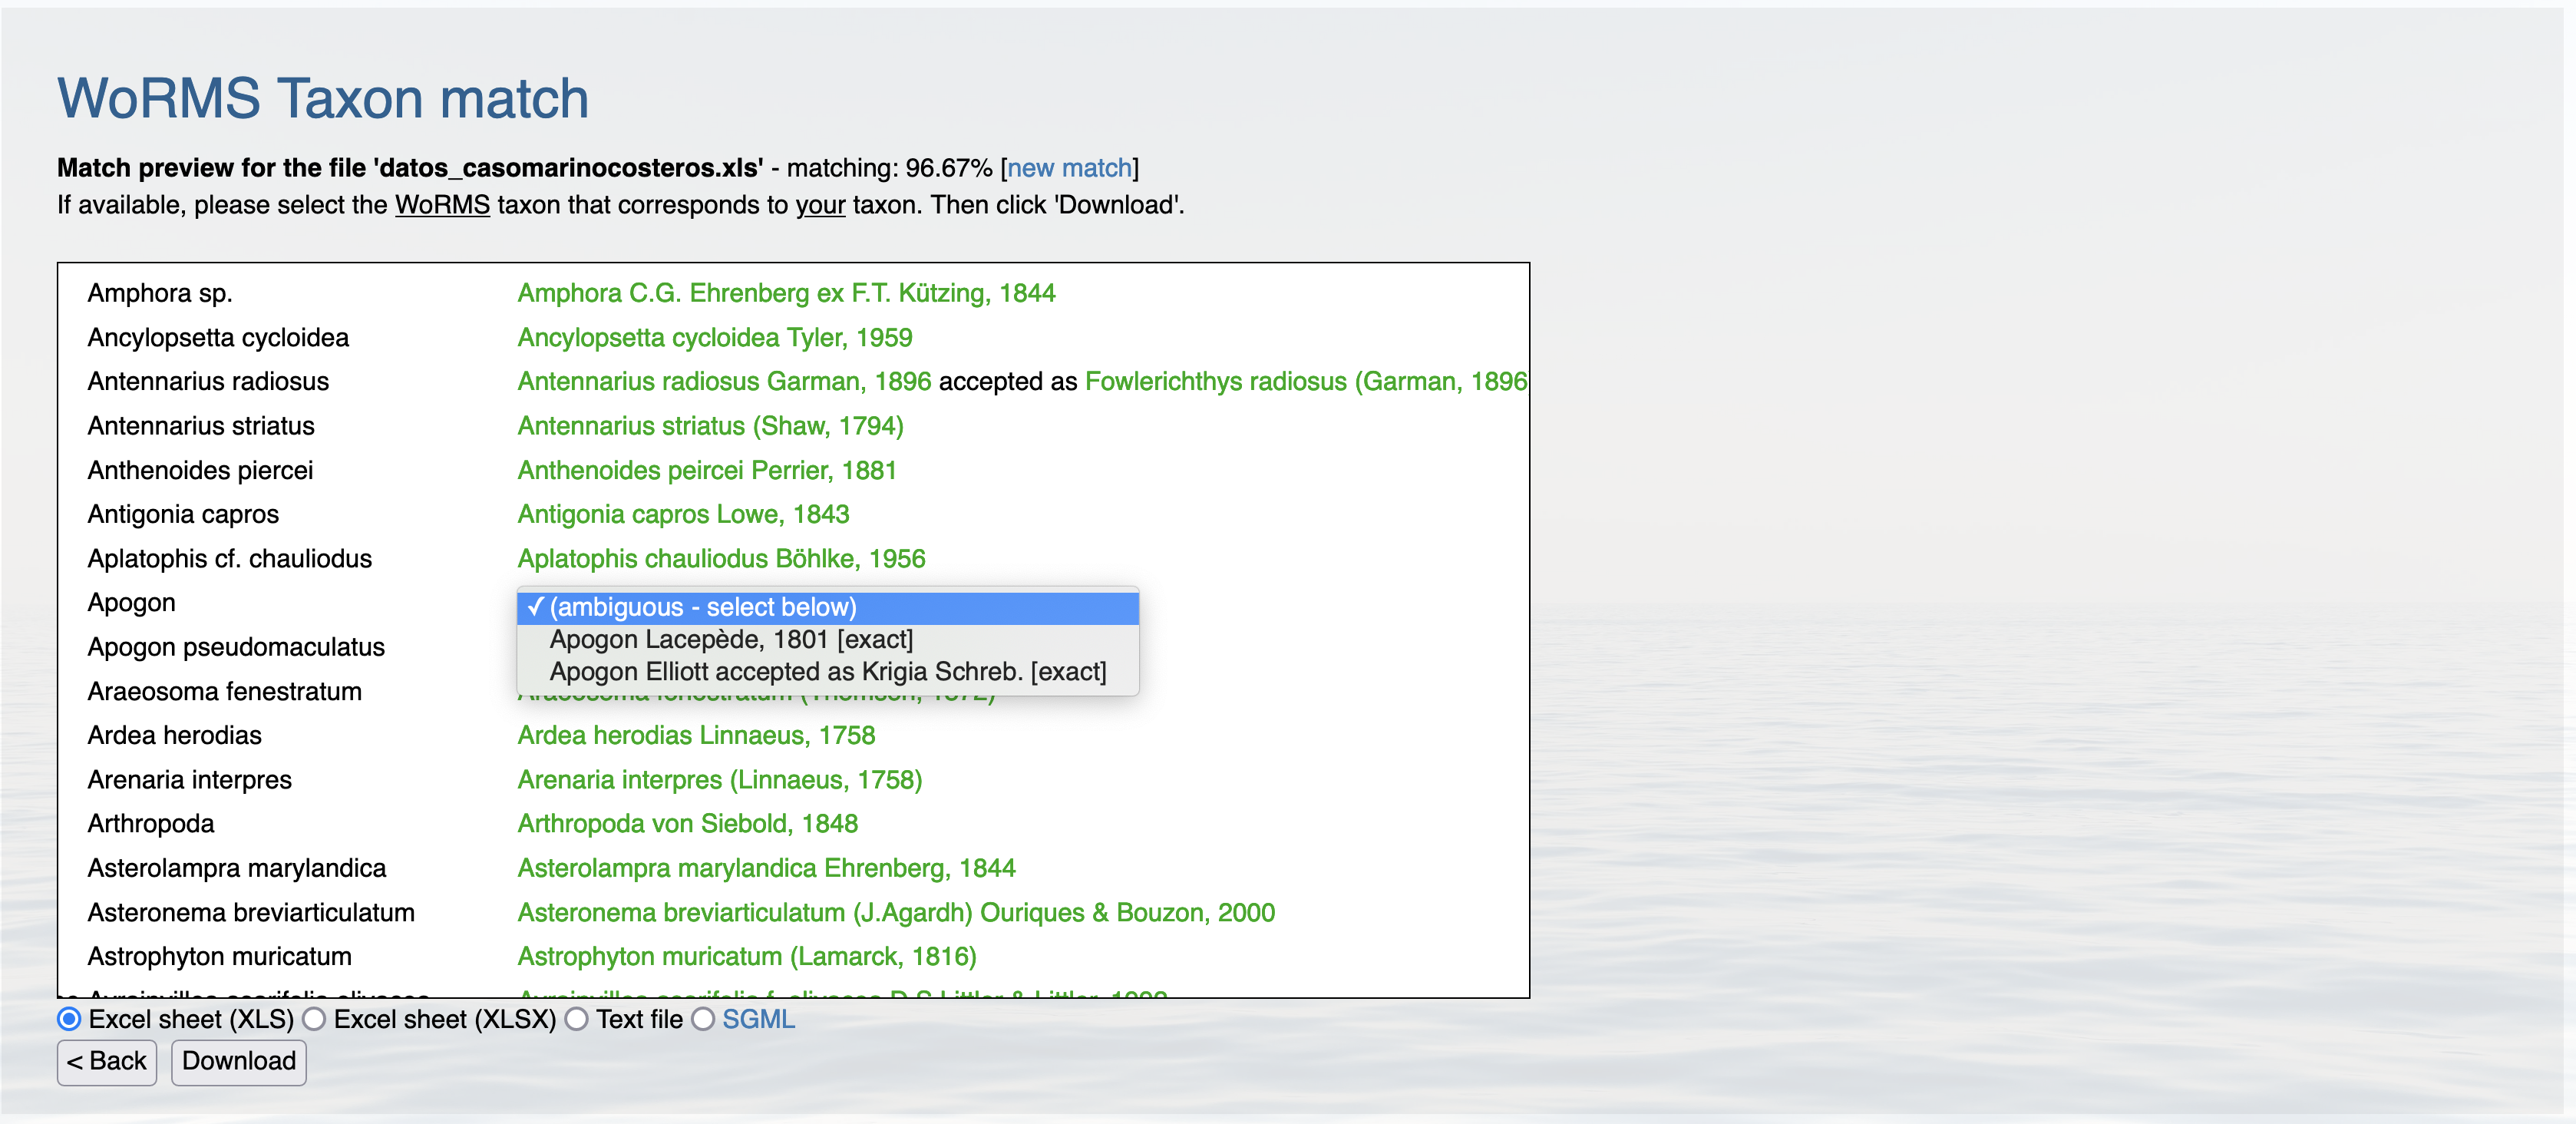 WoRMS Taxon match
Match preview for the file 'datos_casomarinocosteros.xls' - matching: 96.67% [new match]
If available, please select the WoRMS taxon that corresponds to your taxon. Then click 'Download'.
Amphora sp. Amphora C.G. Ehrenberg ex F.T. Kützing, 1844
Ancylopsetta cycloidea Ancylopsetta cycloidea Tyler, 1959
Antennarius radiosus Antennarius radiosus Garman, 1896 accepted as Fowlerichthys radiosus (Garman, 1896
Antennarius striatus Antennarius striatus (Shaw, 1794)
Anthenoides piercei Anthenoides peircei Perrier, 1881
Antigonia capros Antigonia capros Lowe, 1843
Aplatophis cf. chauliodus Aplatophis chauliodus Böhlke, 1956
Apogon ✓ (ambiguous - select below)
Apogon Lacepède, 1801 [exact]
Apogon pseudomaculatus Apogon Elliott accepted as Krigia Schreb. [exact]
Araeosoma fenestratum Araeosoma fenestratum (Thomson, 1872)
Ardea herodias Ardea herodias Linnaeus, 1758
Arenaria interpres Arenaria interpres (Linnaeus, 1758)
Arthropoda Arthropoda von Siebold, 1848
Asterolampra marylandica Asterolampra marylandica Ehrenberg, 1844
Asteronema breviarticulatum Asteronema breviarticulatum (J.Agardh) Ouriques & Bouzon, 2000
Astrophyton muricatum Astrophyton muricatum (Lamarck, 1816)
Excel sheet (XLS) Excel sheet (XLSX) Text file SGML
< Back Download